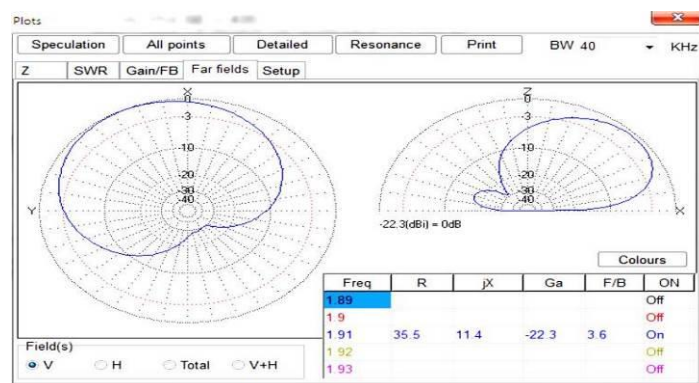 Plots
Speculation All points Detailed Resonance Print BW 40 KHz
Z SWR Gain/FB Far fields Setup
X
0
-3
-10
-20
-30
-40
Y
Z
0
-3
-10
-20
-30
-40
X
-22.3(dBi) = 0dB
Colours
Freq R jX Ga F/B ON
1.89 Off
1.9 Off
1.91 35.5 11.4 -22.3 3.6 On
1.92 Off
1.93 Off
Field(s)
V H Total V+H